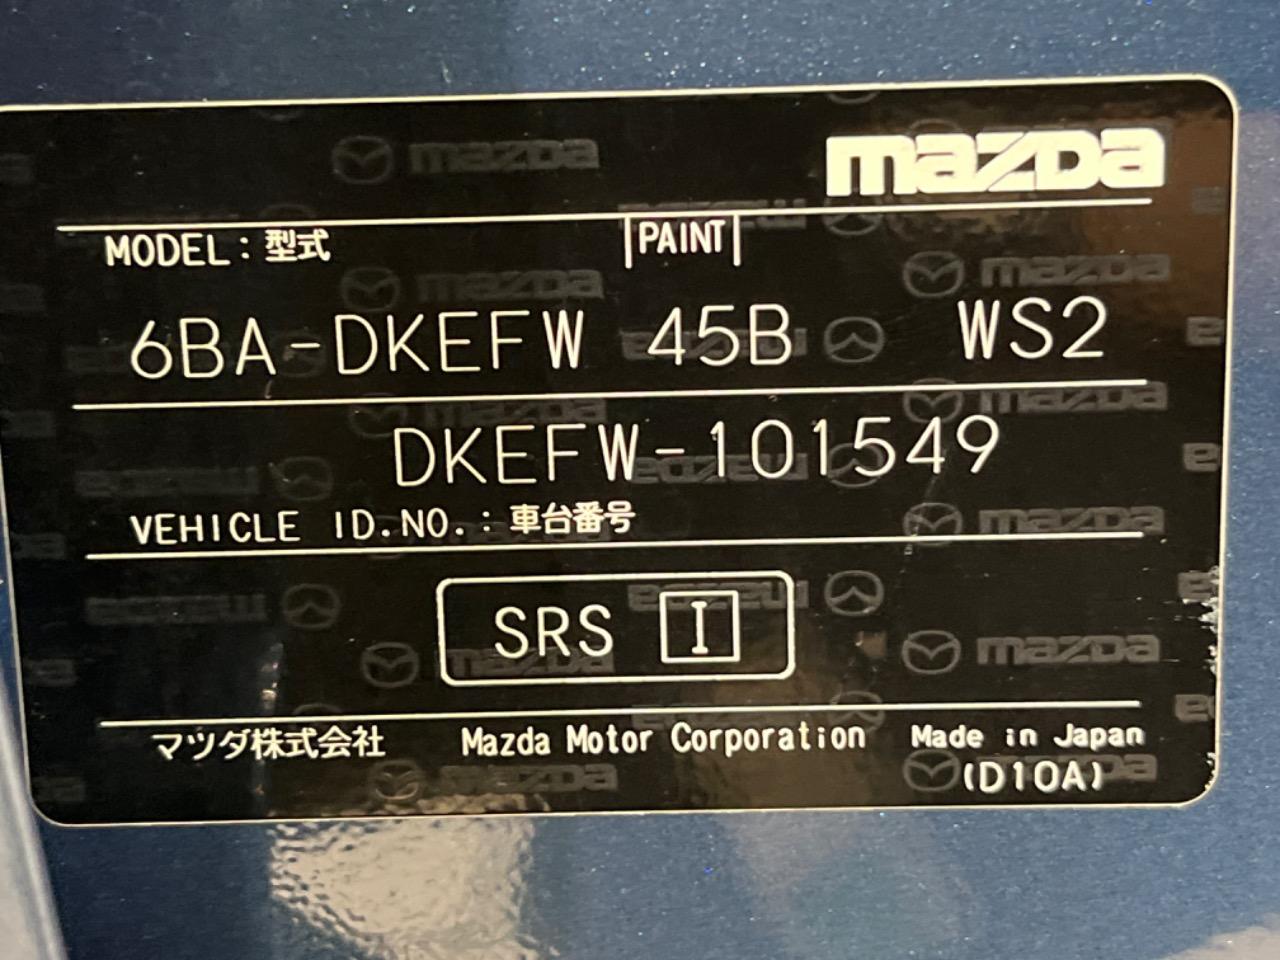 mazda
MODEL：型式 PAINT
6BA-DKEFW 45B WS2
DKEFW-101549
VEHICLE ID.NO.：車台番号
SRS I
マツダ株式会社 Mazda Motor Corporation Made in Japan
(D10A)